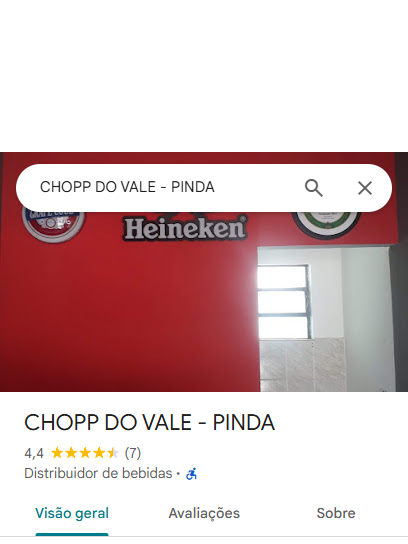 CHOPP DO VALE - PINDA
Heineken
CHOPP DO VALE - PINDA
4,4 (7)
Distribuidor de bebidas ·
Visão geral Avaliações Sobre